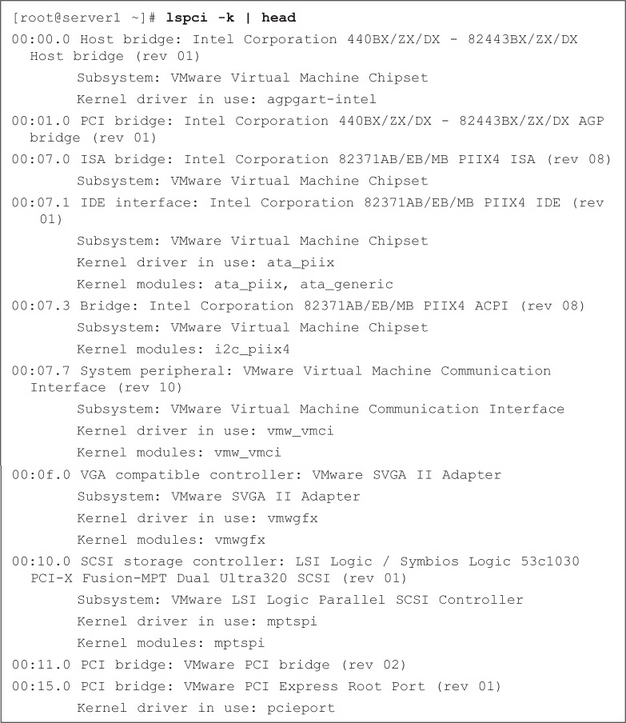 [root@server1 ~]# lspci -k | head
00:00.0 Host bridge: Intel Corporation 440BX/ZX/DX - 82443BX/ZX/DX
Host bridge (rev 01)
Subsystem: VMware Virtual Machine Chipset
Kernel driver in use: agpgart-intel
00:01.0 PCI bridge: Intel Corporation 440BX/ZX/DX - 82443BX/ZX/DX AGP
bridge (rev 01)
00:07.0 ISA bridge: Intel Corporation 82371AB/EB/MB PIIX4 ISA (rev 08)
Subsystem: VMware Virtual Machine Chipset
00:07.1 IDE interface: Intel Corporation 82371AB/EB/MB PIIX4 IDE (rev
01)
Subsystem: VMware Virtual Machine Chipset
Kernel driver in use: ata_piix
Kernel modules: ata_piix, ata_generic
00:07.3 Bridge: Intel Corporation 82371AB/EB/MB PIIX4 ACPI (rev 08)
Subsystem: VMware Virtual Machine Chipset
Kernel modules: i2c_piix4
00:07.7 System peripheral: VMware Virtual Machine Communication
Interface (rev 10)
Subsystem: VMware Virtual Machine Communication Interface
Kernel driver in use: vmw_vmci
Kernel modules: vmw_vmci
00:0f.0 VGA compatible controller: VMware SVGA II Adapter
Subsystem: VMware SVGA II Adapter
Kernel driver in use: vmwgfx
Kernel modules: vmwgfx
00:10.0 SCSI storage controller: LSI Logic / Symbios Logic 53c1030
PCI-X Fusion-MPT Dual Ultra320 SCSI (rev 01)
Subsystem: VMware LSI Logic Parallel SCSI Controller
Kernel driver in use: mptspi
Kernel modules: mptspi
00:11.0 PCI bridge: VMware PCI bridge (rev 02)
00:15.0 PCI bridge: VMware PCI Express Root Port (rev 01)
Kernel driver in use: pcieport